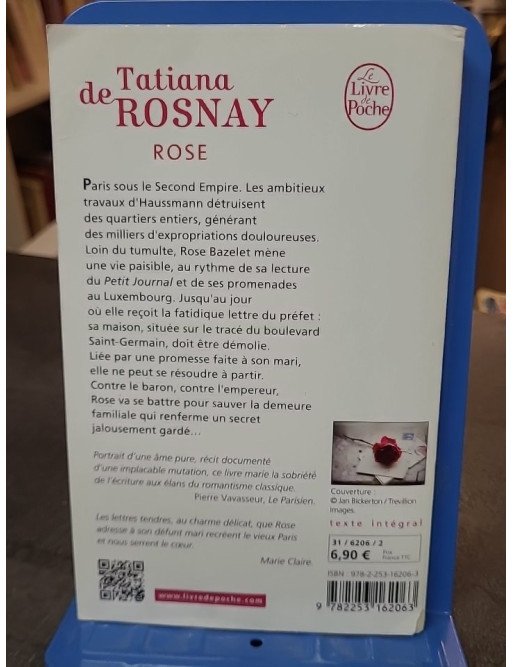 Tatiana
de ROSNAY
ROSE
Le
Livre
de
Poche
Paris sous le Second Empire. Les ambitieux
travaux d'Haussmann détruisent
des quartiers entiers, générant
des milliers d'expropriations douloureuses.
Loin du tumulte, Rose Bazelet mène
une vie paisible, au rythme de sa lecture
du Petit Journal et de ses promenades
au Luxembourg. Jusqu'au jour
où elle reçoit la fatidique lettre du préfet :
sa maison, située sur le tracé du boulevard
Saint-Germain, doit être démolie.
Liée par une promesse faite à son mari,
elle ne peut se résoudre à partir.
Contre le baron, contre l'empereur,
Rose va se battre pour sauver la demeure
familiale qui renferme un secret
jalousement gardé...
Portrait d'une âme pure, récit documenté
d'une implacable mutation, ce livre marie la sobriété
de l'écriture aux élans du romantisme classique.
Pierre Vavasseur, Le Parisien.
Les lettres tendres, au charme délicat, que Rose
adresse à son défunt mari recréent le vieux Paris
et nous serrent le cœur.
Marie Claire.
www.livredepoche.com
Couverture :
© Jan Bickerton / Trevillion
Images.
texte intégral
31 / 6206 / 2
6,90 € Prix
France TTC
ISBN : 978-2-253-16206-3
9 782253 162063